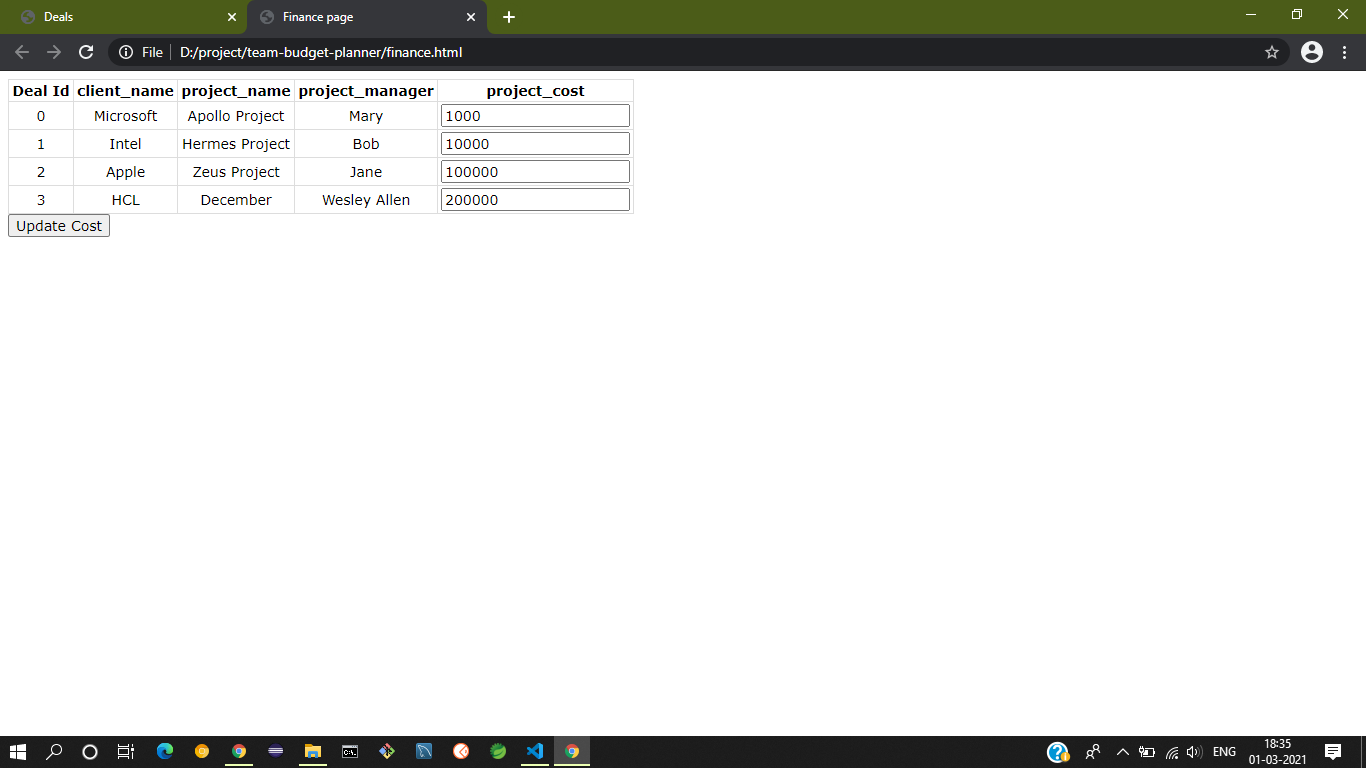 Deals
Finance page
File D:/project/team-budget-planner/finance.html
Deal Id client_name project_name project_manager project_cost
0 Microsoft Apollo Project Mary 1000
1 Intel Hermes Project Bob 10000
2 Apple Zeus Project Jane 100000
3 HCL December Wesley Allen 200000
Update Cost
ENG
18:35
01-03-2021